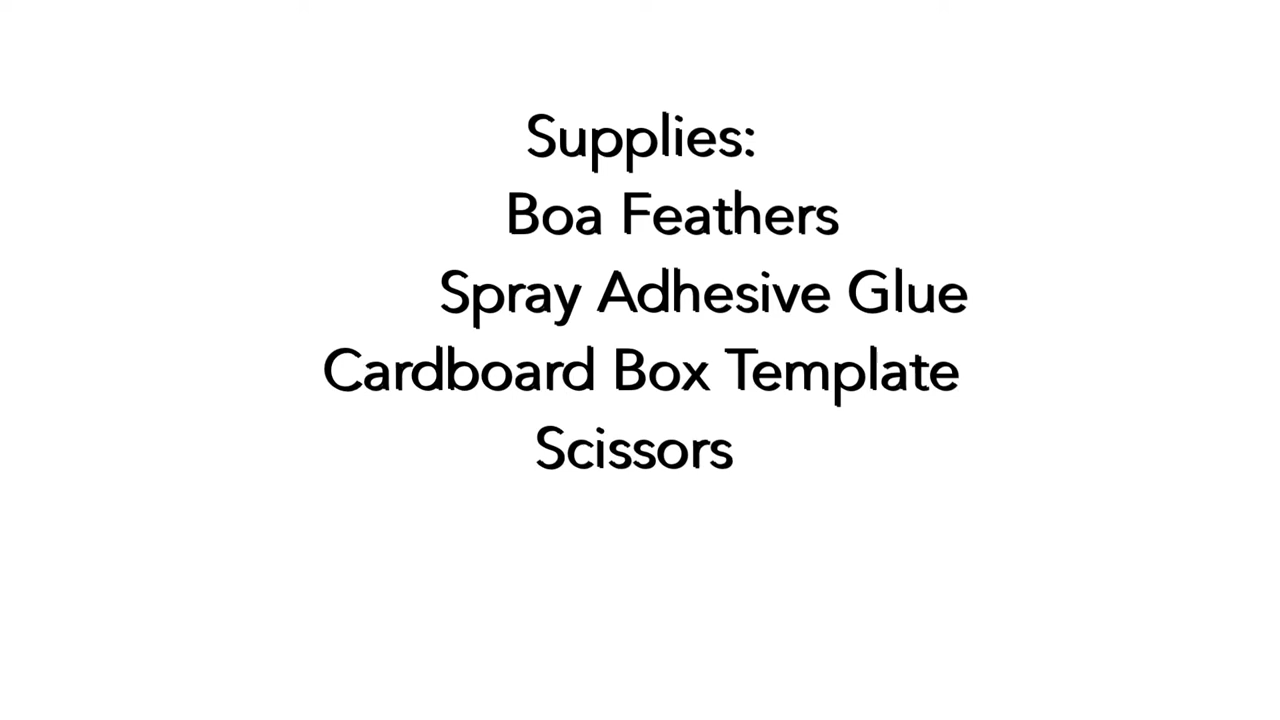 Supplies:
Boa Feathers
Spray Adhesive Glue
Cardboard Box Template
Scissors